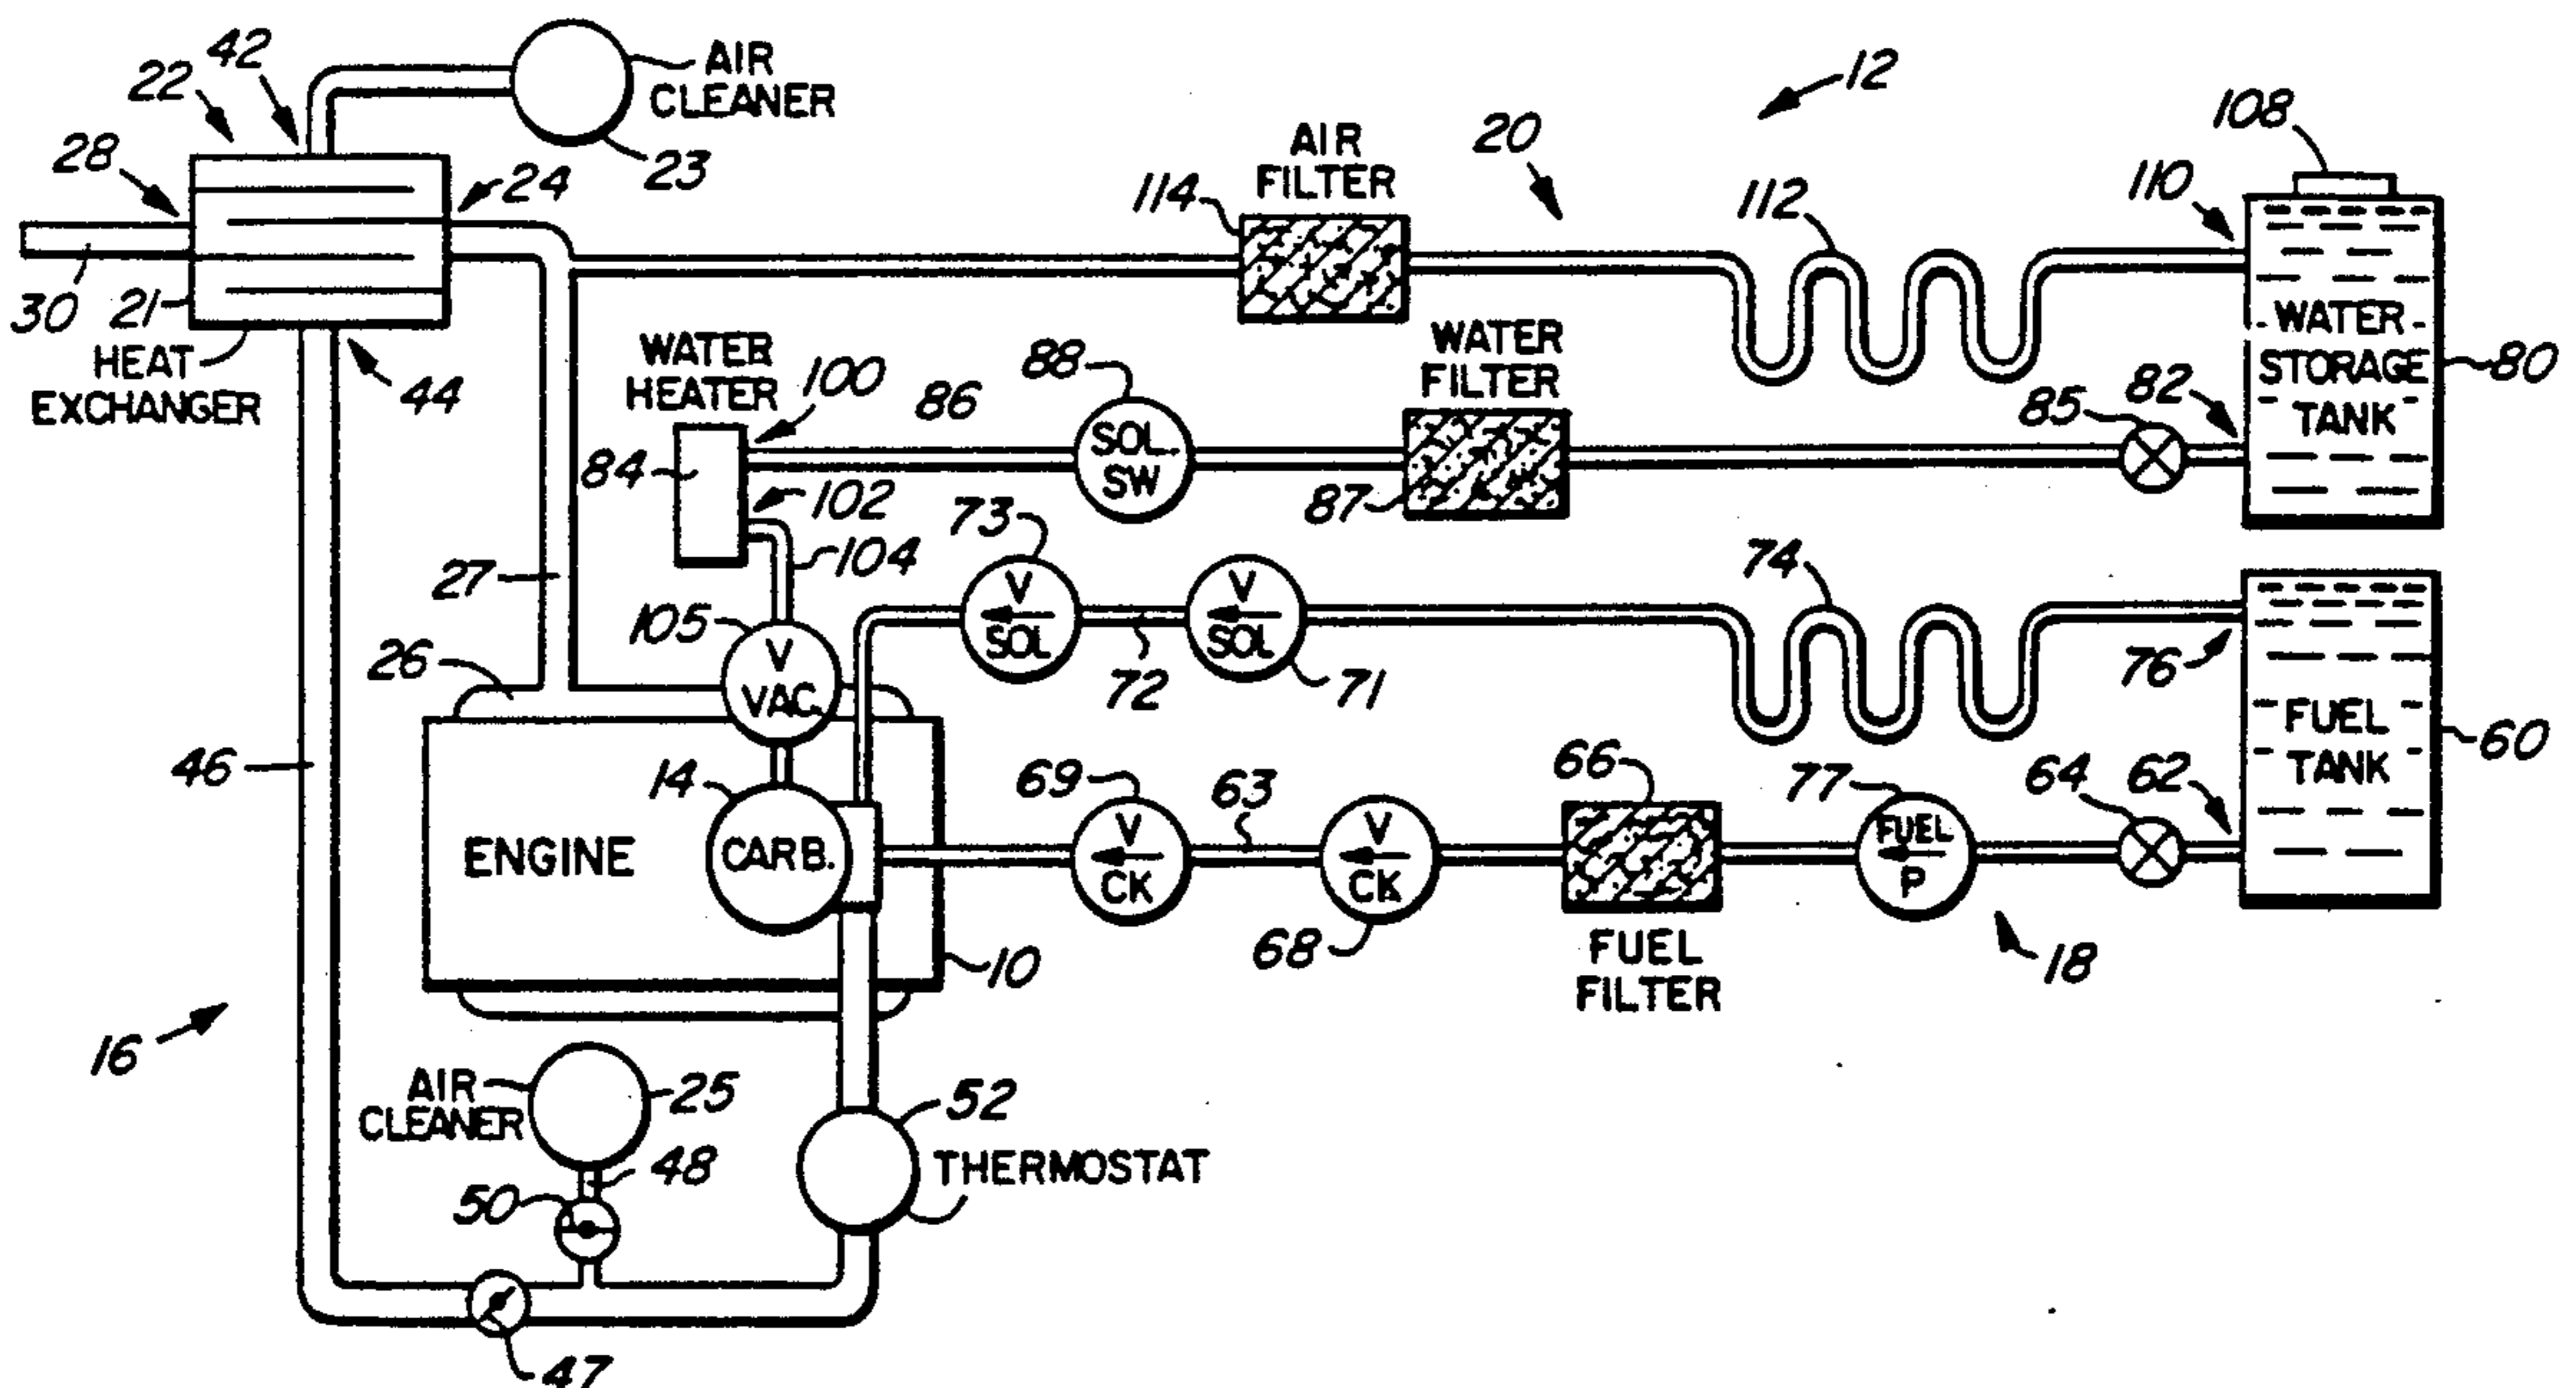 42
22
AIR
CLEANER
12
28
24
23
AIR
FILTER
20
108
114
112
110
30
21
HEAT
EXCHANGER
44
WATER
HEATER
100
86
88
WATER
FILTER
WATER
STORAGE
TANK
80
84
SOL.
SW
87
85
82
102
104
73
27
74
105
V
SOL
72
V
SOL
71
76
26
V
VAC.
FUEL
TANK
60
46
14
69
63
66
77
64
62
ENGINE
CARB.
V
CK
V
CK
FUEL
P
68
FUEL
FILTER
18
10
16
AIR
CLEANER
25
52
48
THERMOSTAT
50
47